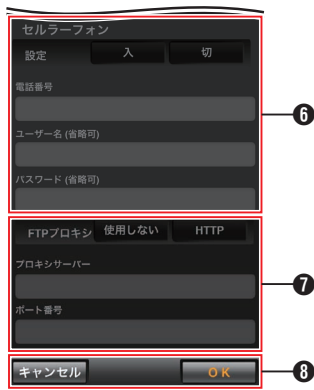 セルラーフォン
設定 入 切
電話番号
ユーザー名 (省略可)
パスワード (省略可)
❻
FTPプロキシ 使用しない HTTP
プロキシサーバー
ポート番号
❼
キャンセル OK
❽